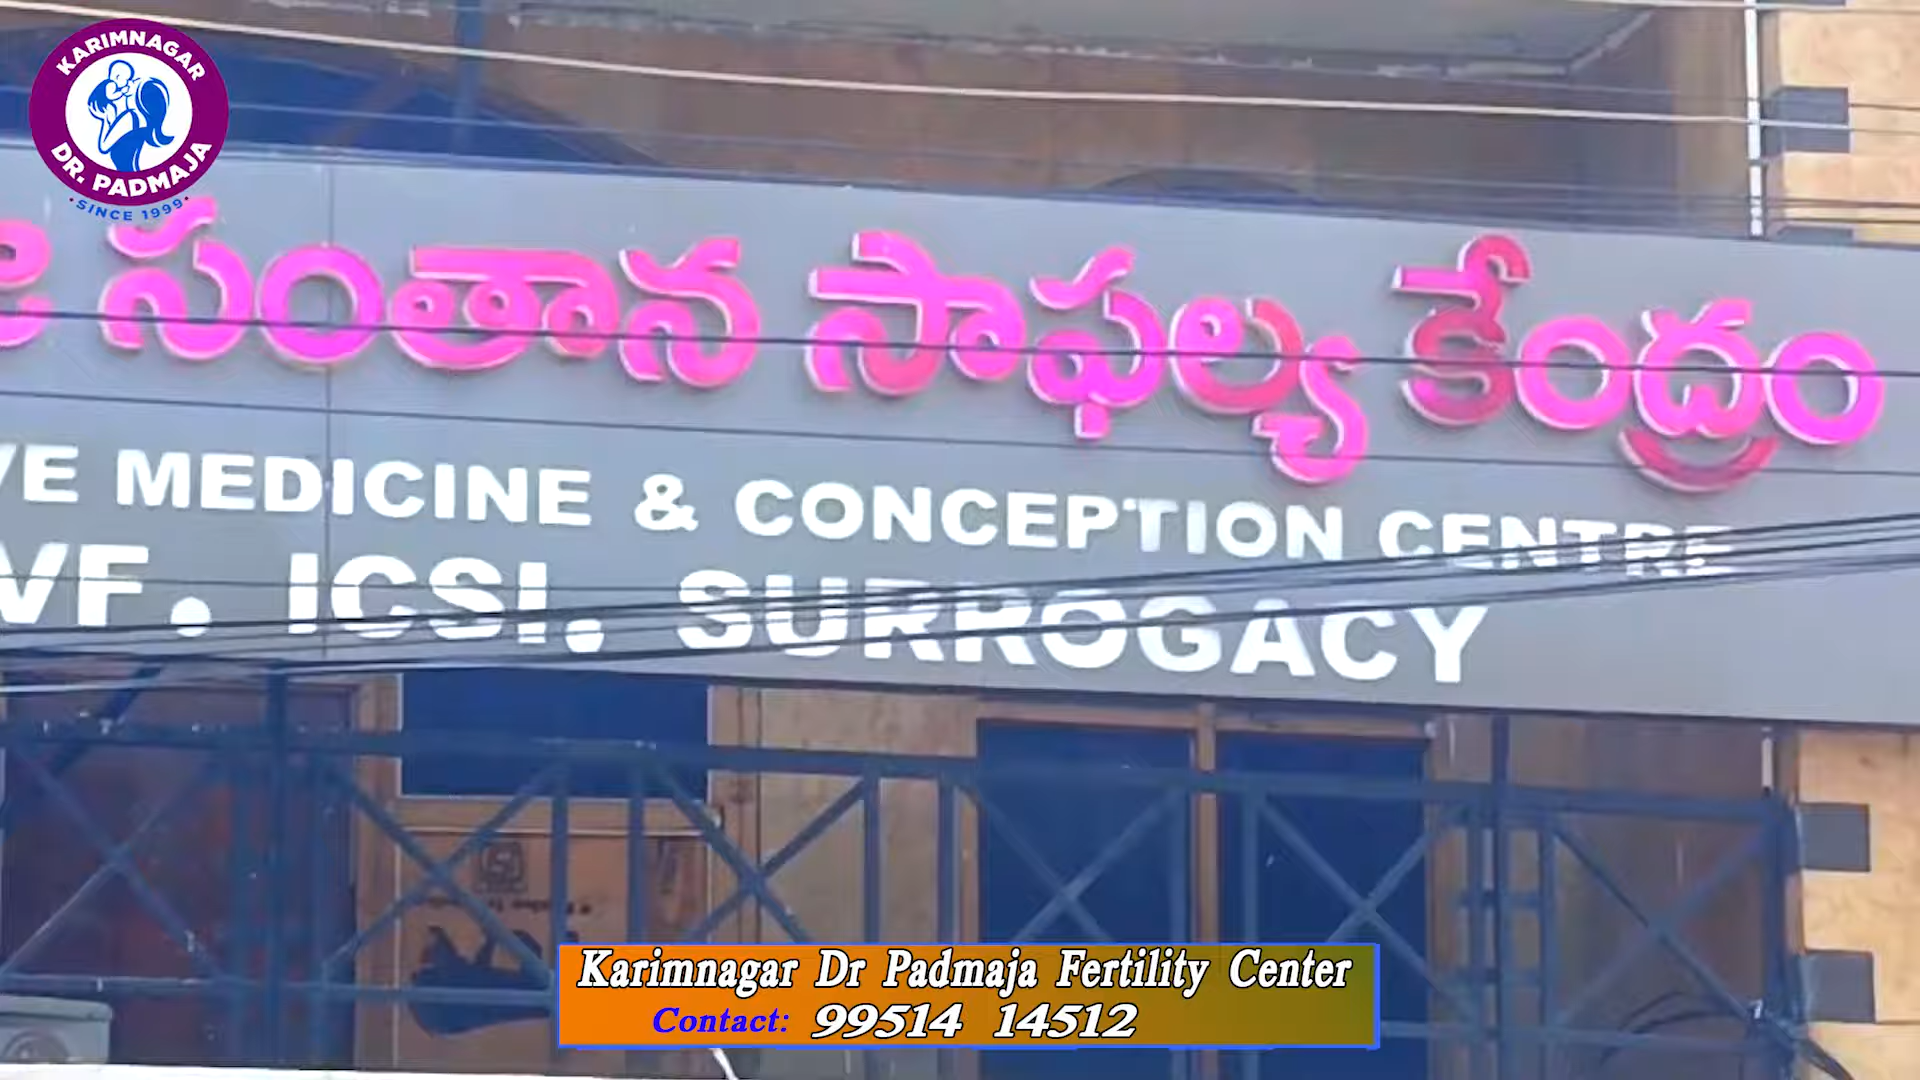 KARIMNAGAR
DR. PADMAJA
SINCE 1999
సంతాన సాఫల్య కేంద్రం
MEDICINE & CONCEPTION CENTRE
ICSI. SURROGACY
Karimnagar Dr Padmaja Fertility Center
Contact: 99514 14512